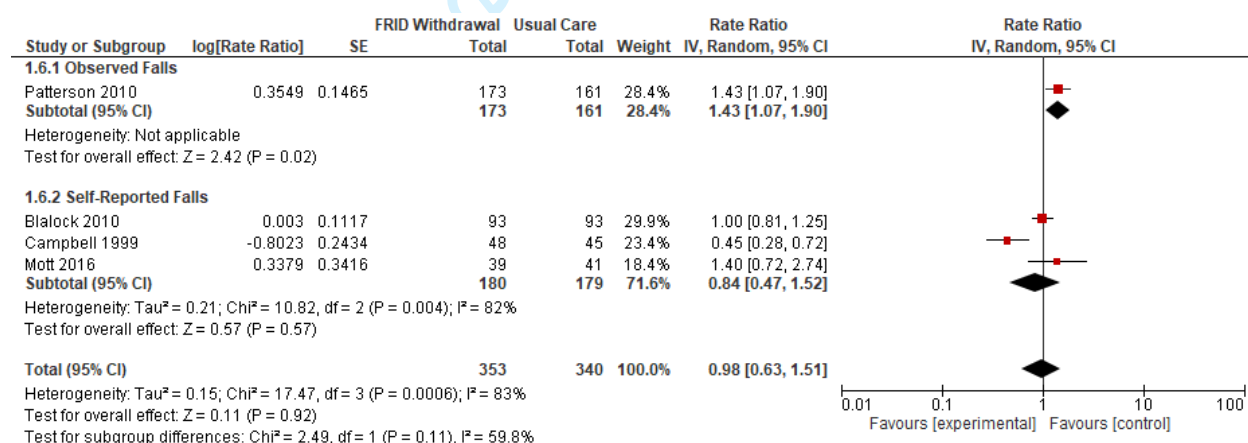 FRID Withdrawal Usual Care Rate Ratio Rate Ratio
Study or Subgroup log[Rate Ratio] SE Total Total Weight IV, Random, 95% CI IV, Random, 95% CI
1.6.1 Observed Falls
Patterson 2010 0.3549 0.1465 173 161 28.4% 1.43 [1.07, 1.90]
Subtotal (95% CI) 173 161 28.4% 1.43 [1.07, 1.90]
Heterogeneity: Not applicable
Test for overall effect: Z = 2.42 (P = 0.02)
1.6.2 Self-Reported Falls
Blalock 2010 0.003 0.1117 93 93 29.9% 1.00 [0.81, 1.25]
Campbell 1999 -0.8023 0.2434 48 45 23.4% 0.45 [0.28, 0.72]
Mott 2016 0.3379 0.3416 39 41 18.4% 1.40 [0.72, 2.74]
Subtotal (95% CI) 180 179 71.6% 0.84 [0.47, 1.52]
Heterogeneity: Tau² = 0.21; Chi² = 10.82, df = 2 (P = 0.004); I² = 82%
Test for overall effect: Z = 0.57 (P = 0.57)
Total (95% CI) 353 340 100.0% 0.98 [0.63, 1.51]
Heterogeneity: Tau² = 0.15; Chi² = 17.47, df = 3 (P = 0.0006); I² = 83%
Test for overall effect: Z = 0.11 (P = 0.92)
Test for subgroup differences: Chi² = 2.49, df = 1 (P = 0.11), I² = 59.8%
0.01 0.1 1 10 100
Favours [experimental] Favours [control]